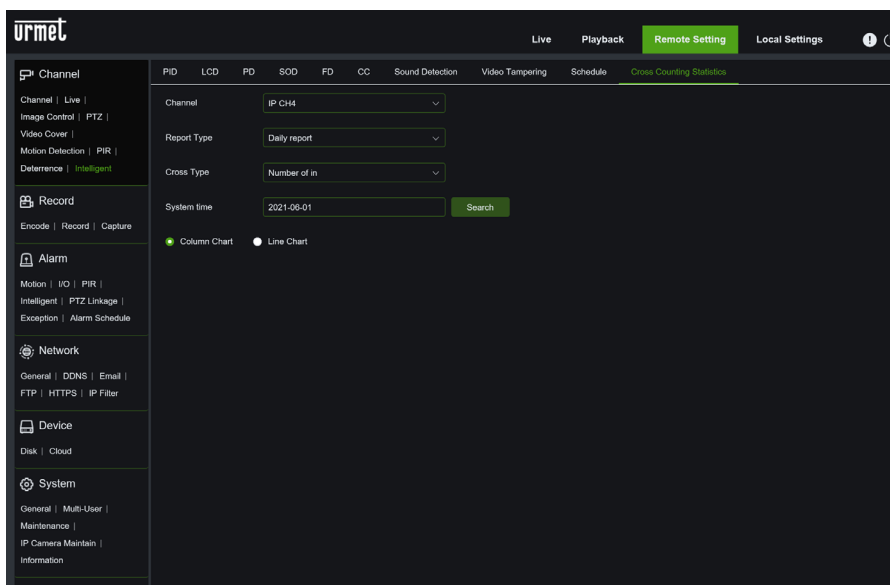 urmet
Live Playback Remote Setting Local Settings
Channel
Channel | Live |
Image Control | PTZ |
Video Cover |
Motion Detection | PIR |
Deterrence | Intelligent
Record
Encode | Record | Capture
Alarm
Motion | I/O | PIR |
Intelligent | PTZ Linkage |
Exception | Alarm Schedule
Network
General | DDNS | Email |
FTP | HTTPS | IP Filter
Device
Disk | Cloud
System
General | Multi-User |
Maintenance |
IP Camera Maintain |
Information
PID LCD PD SOD FD CC Sound Detection Video Tampering Schedule Cross Counting Statistics
Channel IP CH4
Report Type Daily report
Cross Type Number of in
System time 2021-06-01 Search
Column Chart Line Chart